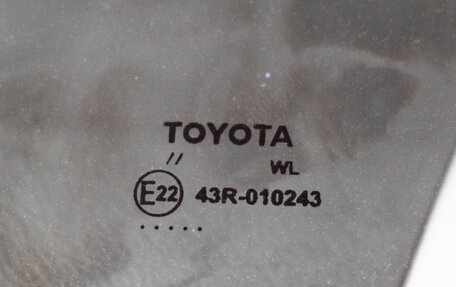 TOYOTA
// WL
E22 43R-010243
.....